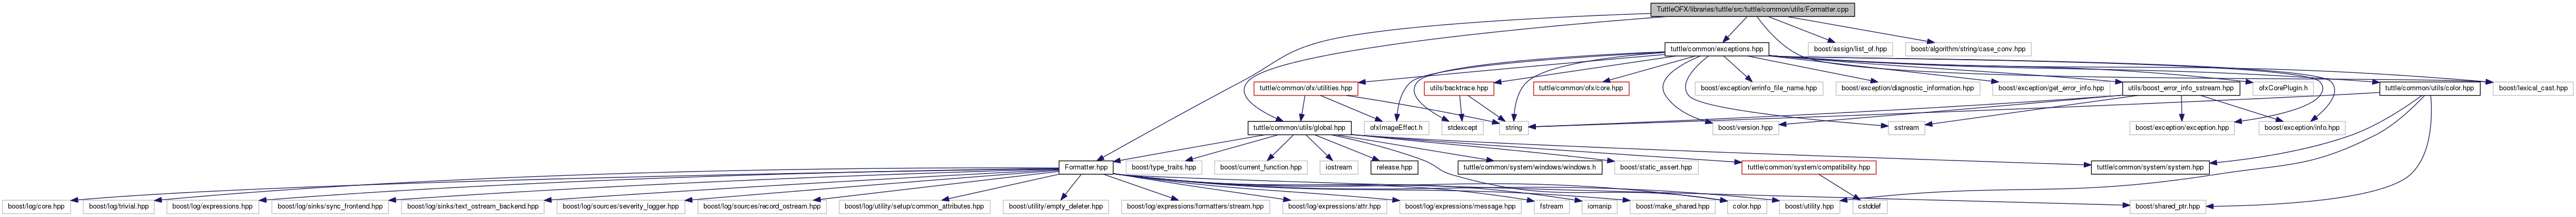 TuttleOFX/libraries/tuttle/src/tuttle/common/utils/Formatter.cpp
tuttle/common/exceptions.hpp
boost/assign/list_of.hpp
boost/algorithm/string/case_conv.hpp
tuttle/common/ofx/utilities.hpp
utils/backtrace.hpp
tuttle/common/ofx/core.hpp
boost/exception/errinfo_file_name.hpp
boost/exception/diagnostic_information.hpp
boost/exception/get_error_info.hpp
utils/boost_error_info_sstream.hpp
ofxCorePlugin.h
tuttle/common/utils/color.hpp
boost/lexical_cast.hpp
tuttle/common/utils/global.hpp
ofxImageEffect.h
stdexcept
string
boost/version.hpp
sstream
boost/exception/exception.hpp
boost/exception/info.hpp
Formatter.hpp
boost/type_traits.hpp
boost/current_function.hpp
iostream
release.hpp
tuttle/common/system/windows/windows.h
boost/static_assert.hpp
tuttle/common/system/compatibility.hpp
tuttle/common/system/system.hpp
boost/log/core.hpp
boost/log/trivial.hpp
boost/log/expressions.hpp
boost/log/sinks/sync_frontend.hpp
boost/log/sinks/text_ostream_backend.hpp
boost/log/sources/severity_logger.hpp
boost/log/sources/record_ostream.hpp
boost/log/utility/setup/common_attributes.hpp
boost/utility/empty_deleter.hpp
boost/log/expressions/formatters/stream.hpp
boost/log/expressions/attr.hpp
boost/log/expressions/message.hpp
fstream
iomanip
boost/make_shared.hpp
color.hpp
cstddef
boost/utility.hpp
boost/shared_ptr.hpp